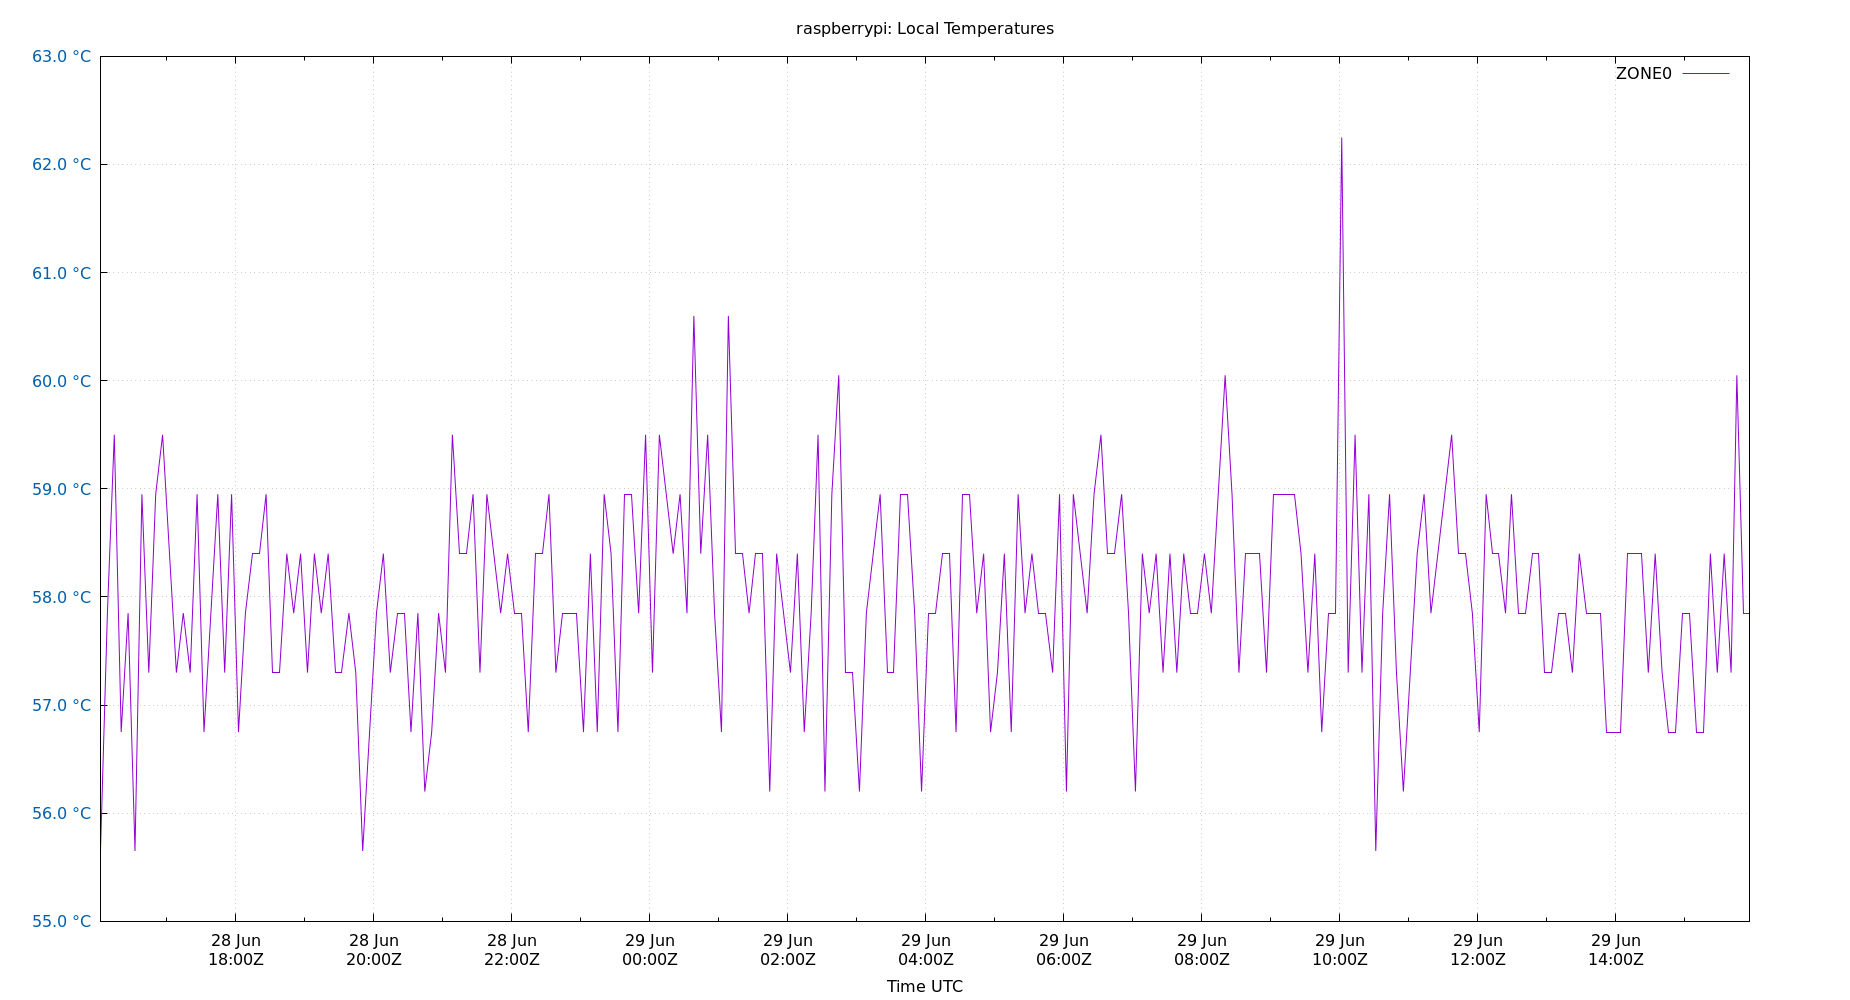 raspberrypi: Local Temperatures
63.0 °C
ZONE0
62.0 °C
61.0 °C
60.0 °C
59.0 °C
58.0 °C
57.0 °C
56.0 °C
55.0 °C
28 Jun 28 Jun 28 Jun 29 Jun 29 Jun 29 Jun 29 Jun 29 Jun 29 Jun 29 Jun 29 Jun
18:00Z 20:00Z 22:00Z 00:00Z 02:00Z 04:00Z 06:00Z 08:00Z 10:00Z 12:00Z 14:00Z
Time UTC